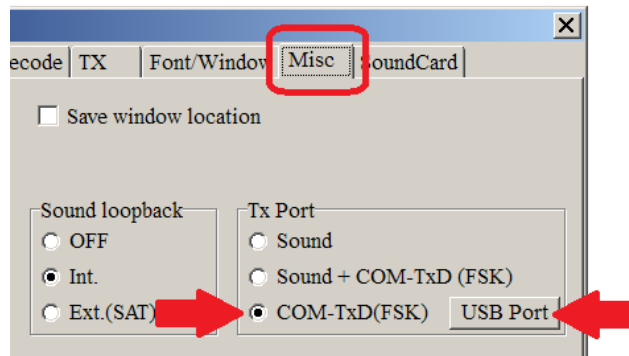 ecode TX Font/Window Misc SoundCard
Save window location
Sound loopback
OFF
Int.
Ext.(SAT)
Tx Port
Sound
Sound + COM-TxD (FSK)
COM-TxD(FSK) USB Port